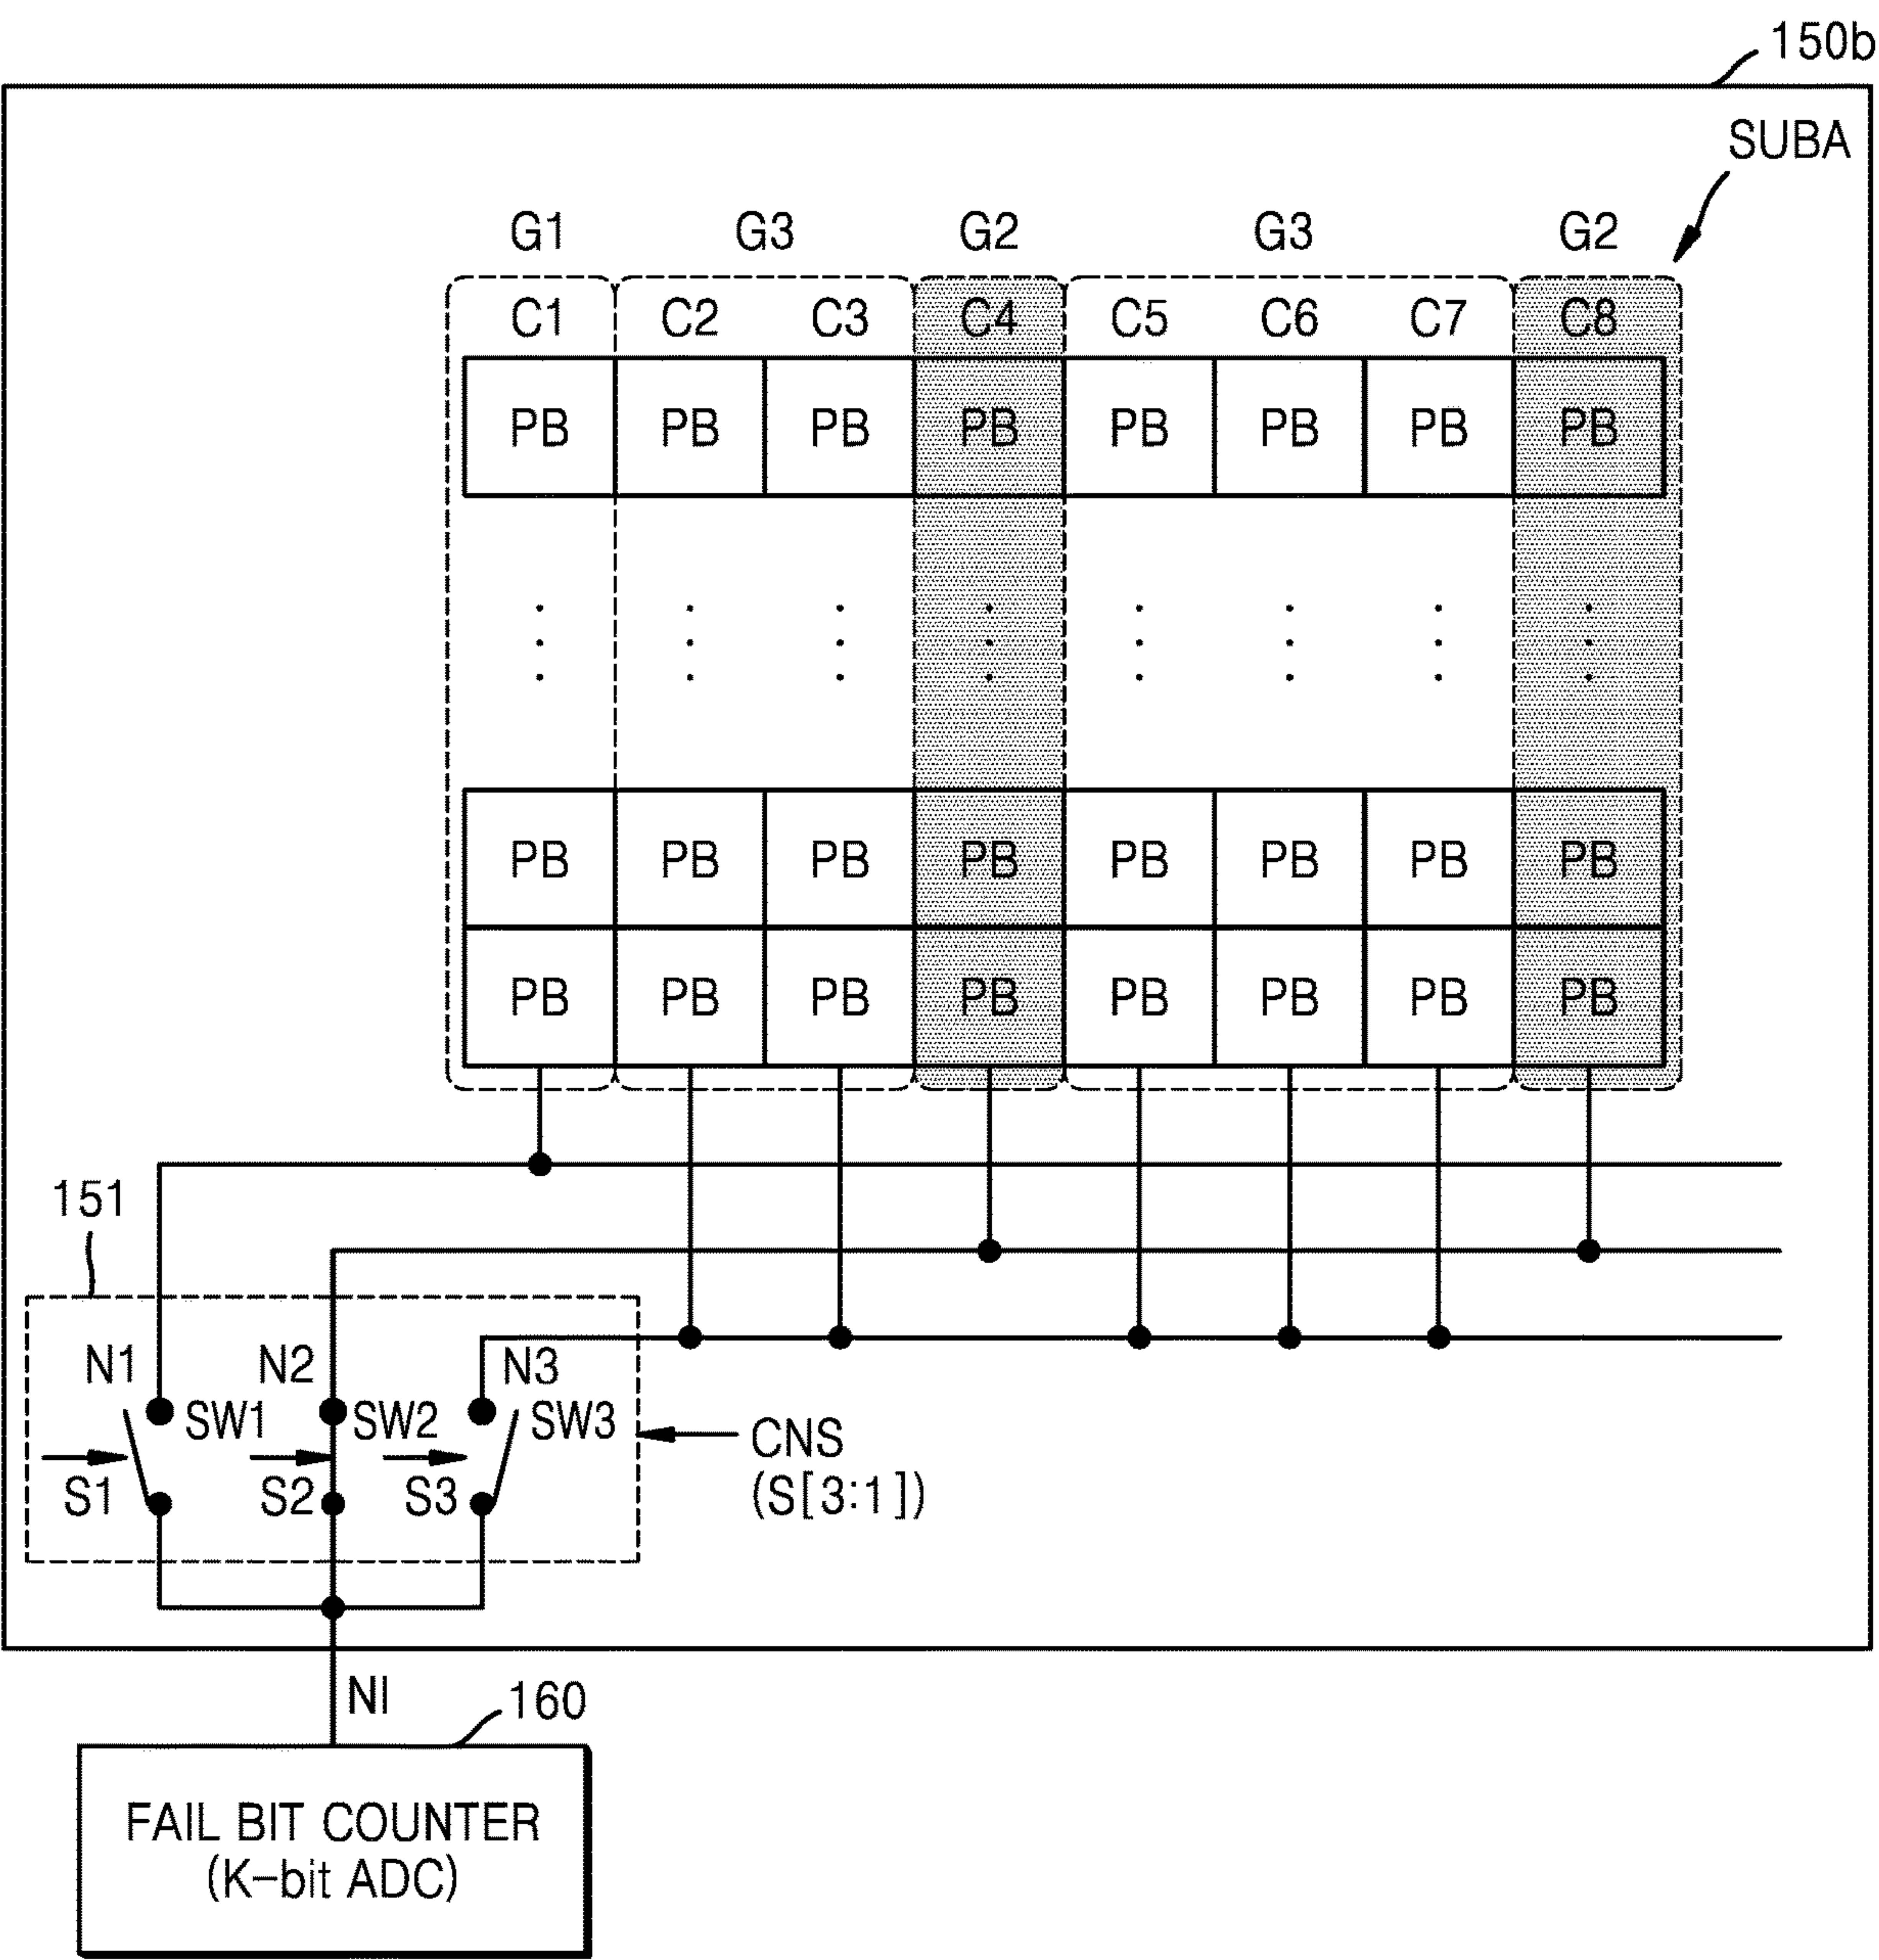 150b
SUBA
G1 G3 G2 G3 G2
C1 C2 C3 C4 C5 C6 C7 C8
PB PB PB PB PB PB PB PB
PB PB PB PB PB PB PB PB
PB PB PB PB PB PB PB PB
151
N1 N2 N3
SW1 SW2 SW3
S1 S2 S3
CNS
(S[3:1])
NI
160
FAIL BIT COUNTER
(K-bit ADC)